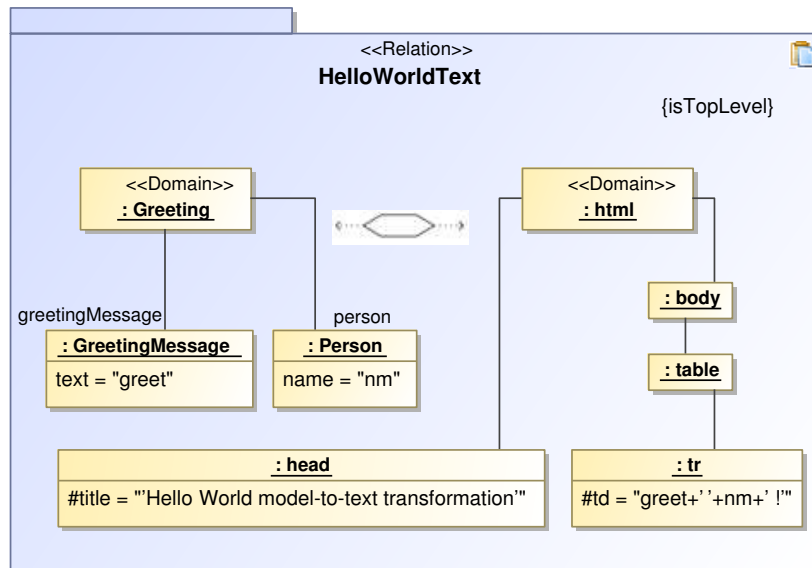 <<Relation>>
HelloWorldText
{isTopLevel}
<<Domain>>
: Greeting
<<Domain>>
: html
: body
greetingMessage
person
: GreetingMessage
text = "greet"
: Person
name = "nm"
: table
: head
#title = "'Hello World model-to-text transformation'"
: tr
#td = "greet+' '+nm+' !'"